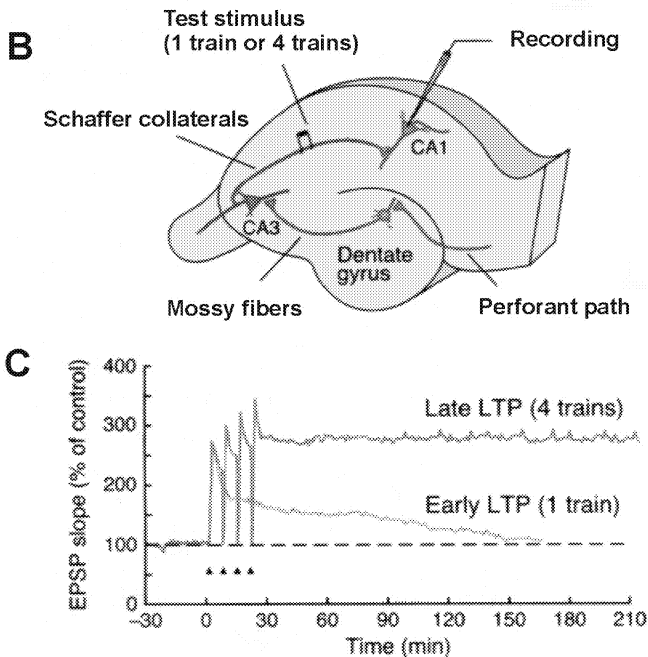 B
Test stimulus
(1 train or 4 trains)
Recording
Schaffer collaterals
CA1
CA3
Dentate
gyrus
Mossy fibers
Perforant path
C
EPSP slope (% of control)
400
300
200
100
0
Late LTP (4 trains)
Early LTP (1 train)
−30 0 30 60 90 120 150 180 210
Time (min)